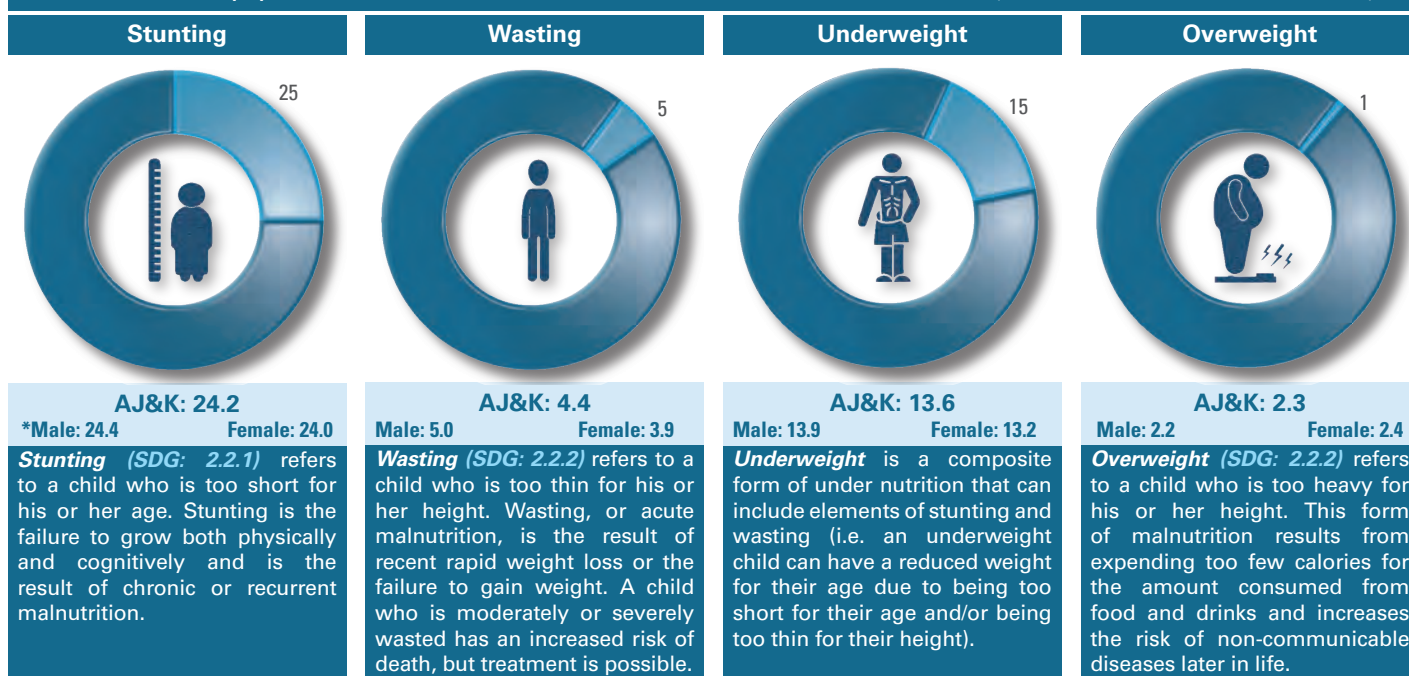 Stunting
25
AJ&K: 24.2
*Male: 24.4 Female: 24.0
Stunting (SDG: 2.2.1) refers
to a child who is too short for
his or her age. Stunting is the
failure to grow both physically
and cognitively and is the
result of chronic or recurrent
malnutrition.
Wasting
5
AJ&K: 4.4
Male: 5.0 Female: 3.9
Wasting (SDG: 2.2.2) refers to a
child who is too thin for his or
her height. Wasting, or acute
malnutrition, is the result of
recent rapid weight loss or the
failure to gain weight. A child
who is moderately or severely
wasted has an increased risk of
death, but treatment is possible.
Underweight
15
AJ&K: 13.6
Male: 13.9 Female: 13.2
Underweight is a composite
form of under nutrition that can
include elements of stunting and
wasting (i.e. an underweight
child can have a reduced weight
for their age due to being too
short for their age and/or being
too thin for their height).
Overweight
1
AJ&K: 2.3
Male: 2.2 Female: 2.4
Overweight (SDG: 2.2.2) refers
to a child who is too heavy for
his or her height. This form
of malnutrition results from
expending too few calories for
the amount consumed from
food and drinks and increases
the risk of non-communicable
diseases later in life.